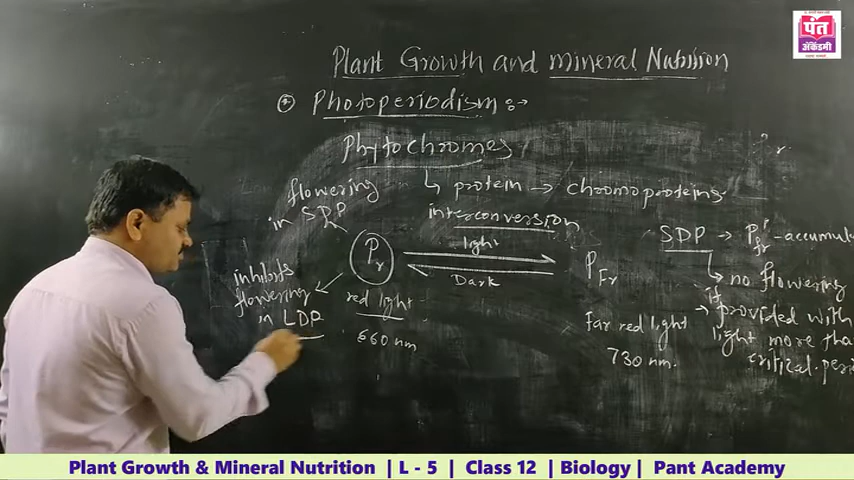 पंत
अ‍ॅकॅडमी
Plant Growth and mineral Nutrition
Photoperiodism :→
Phytochromes
protein → chromoproteins
flowering
in SDP
interconversion
Pr
light
Dark
PFr
inhibits
flowering
in LDP
red light
660 nm
far red light
730 nm.
SDP → Pfr - accumul
no flowering
if
→ provided with
light more tha
critical peri
Plant Growth & Mineral Nutrition | L - 5 | Class 12 | Biology | Pant Academy